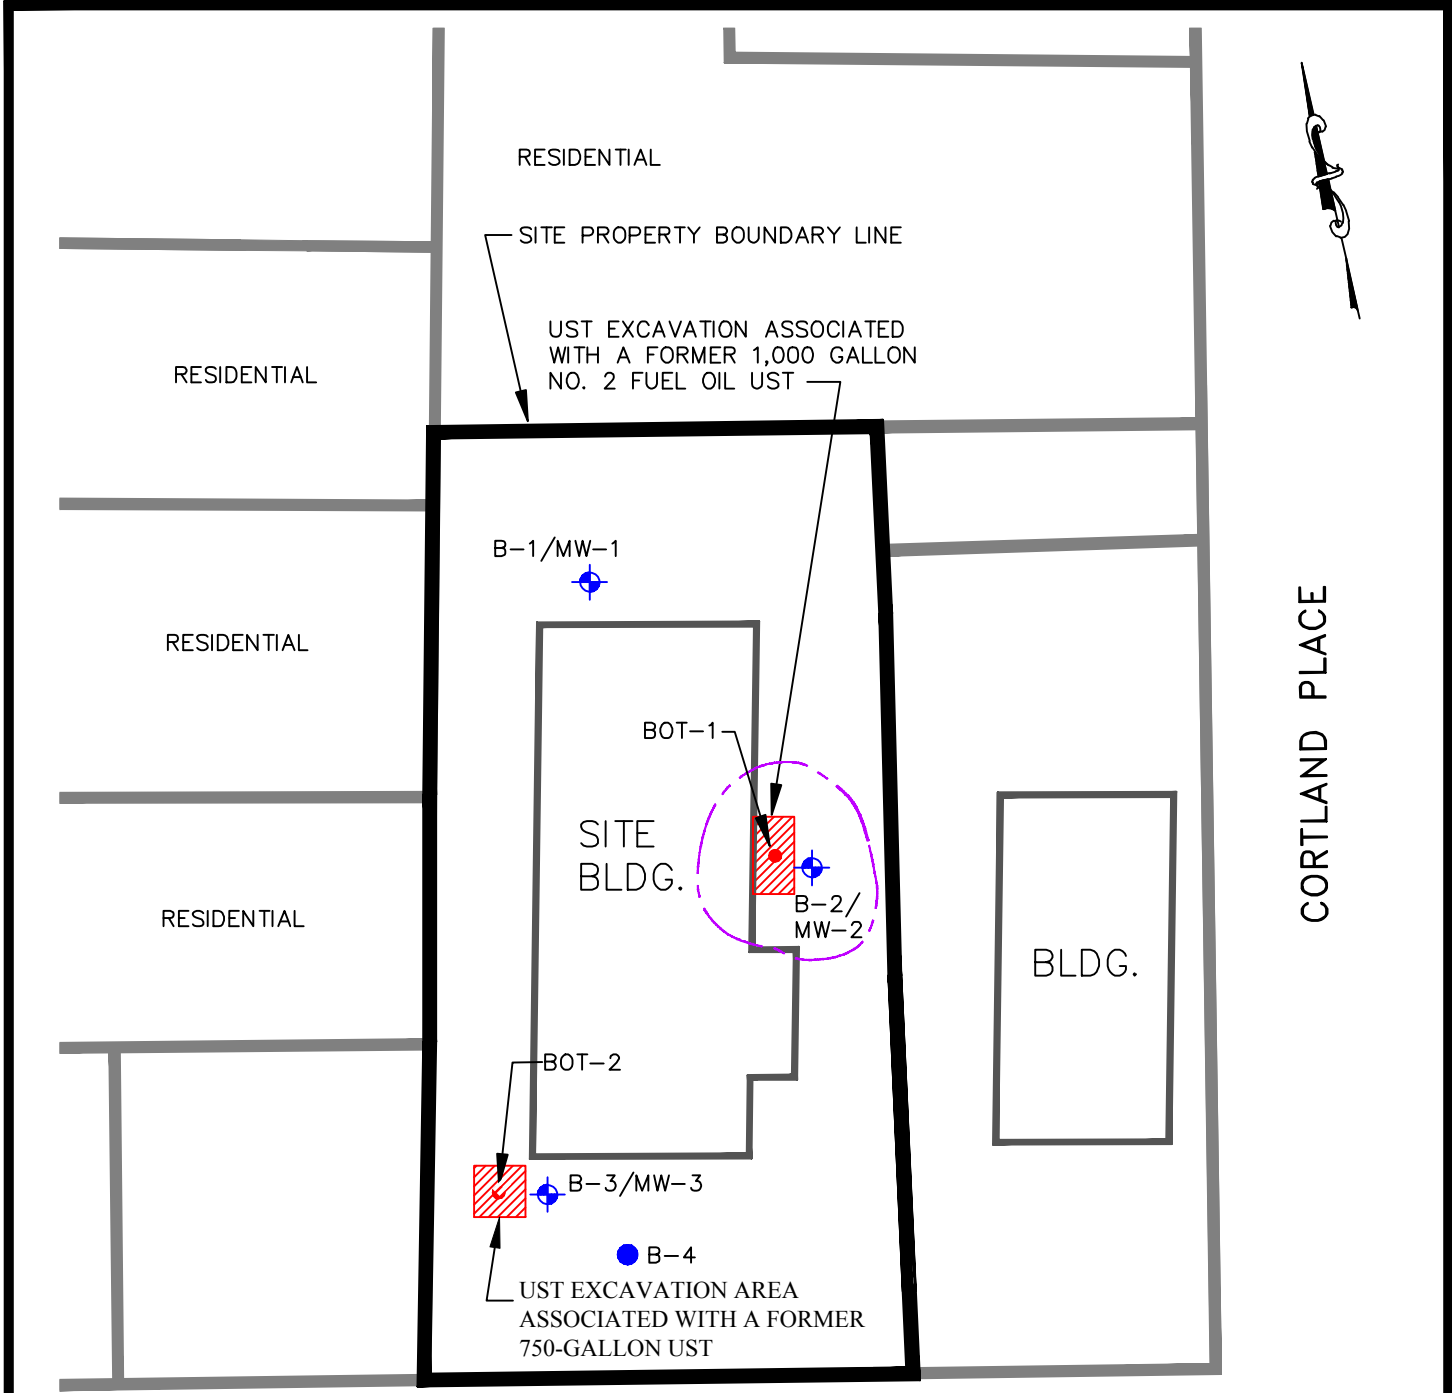 RESIDENTIAL
SITE PROPERTY BOUNDARY LINE
UST EXCAVATION ASSOCIATED
WITH A FORMER 1,000 GALLON
NO. 2 FUEL OIL UST
RESIDENTIAL
B-1/MW-1
RESIDENTIAL
BOT-1
CORTLAND PLACE
SITE
BLDG.
B-2/
MW-2
RESIDENTIAL
BLDG.
BOT-2
B-3/MW-3
B-4
UST EXCAVATION AREA
ASSOCIATED WITH A FORMER
750-GALLON UST